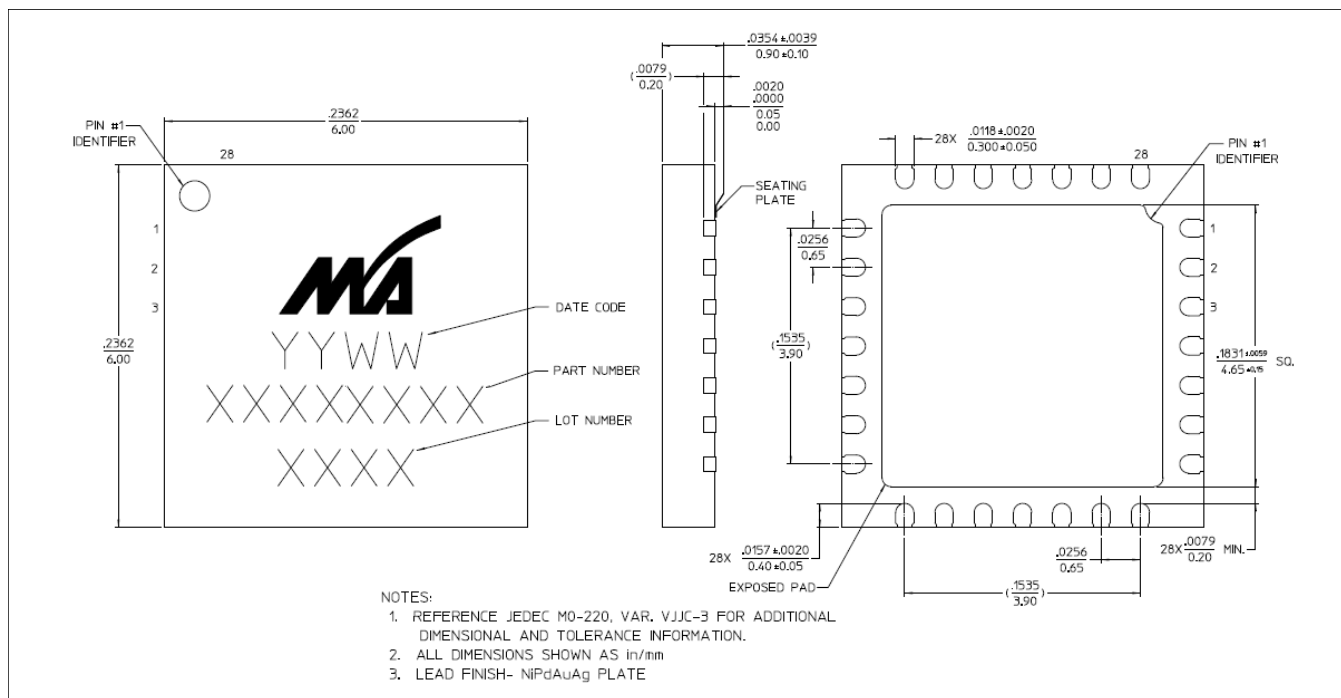 .2362
6.00
PIN #1
IDENTIFIER
28
1
2
3
.2362
6.00
MA
YYWW
XXXXXXXX
XXXX
DATE CODE
PART NUMBER
LOT NUMBER
.0354±.0039
0.90±0.10
(.0079
0.20)
.0020
.0000
0.05
0.00
SEATING
PLATE
28X .0118±.0020
0.300±0.050
28
PIN #1
IDENTIFIER
1
2
3
.0256
0.65
(.1535
3.90)
.1831±.0059
4.65±0.15 SQ.
28X .0157±.0020
0.40±0.05
EXPOSED PAD
.0256
0.65
(.1535
3.90)
28X .0079
0.20 MIN.
NOTES:
1. REFERENCE JEDEC MO-220, VAR. VJJC-3 FOR ADDITIONAL
DIMENSIONAL AND TOLERANCE INFORMATION.
2. ALL DIMENSIONS SHOWN AS in/mm
3. LEAD FINISH- NiPdAuAg PLATE